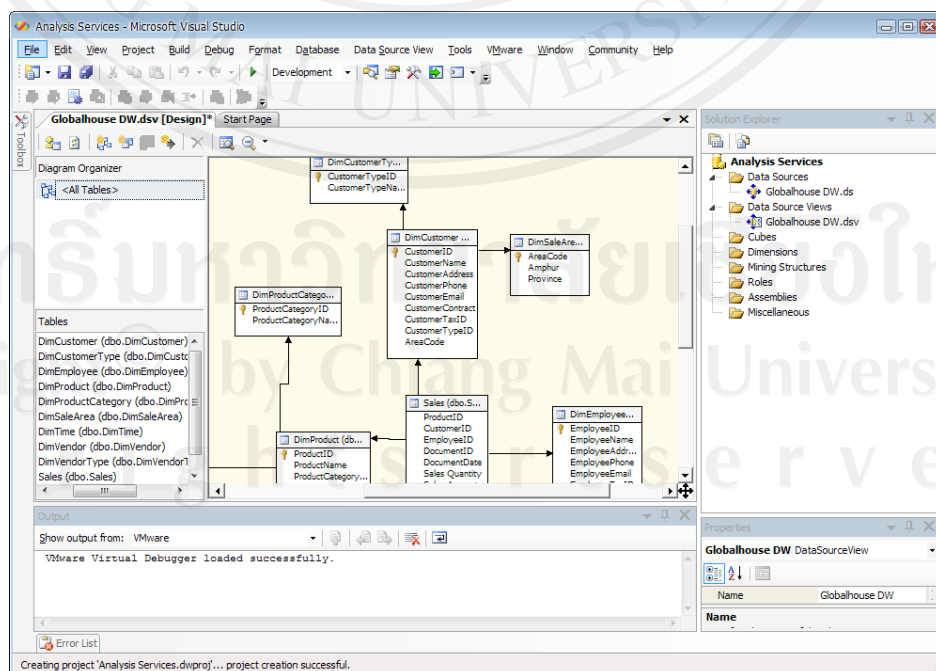 Analysis Services - Microsoft Visual Studio
File Edit View Project Build Debug Format Database Data Source View Tools VMware Window Community Help
Development
Toolbox
Globalhouse DW.dsv [Design]* Start Page
Diagram Organizer
<All Tables>
Tables
DimCustomer (dbo.DimCustomer)
DimCustomerType (dbo.DimCustc
DimEmployee (dbo.DimEmployee)
DimProduct (dbo.DimProduct)
DimProductCategory (dbo.DimPrc
DimSaleArea (dbo.DimSaleArea)
DimTime (dbo.DimTime)
DimVendor (dbo.DimVendor)
DimVendorType (dbo.DimVendorT
Sales (dbo.Sales)
DimCustomerTy...
CustomerTypeID
CustomerTypeNa...
DimCustomer ...
CustomerID
CustomerName
CustomerAddress
CustomerPhone
CustomerEmail
CustomerContract
CustomerTaxID
CustomerTypeID
AreaCode
DimSaleAre...
AreaCode
Amphur
Province
DimProductCatego...
ProductCategoryID
ProductCategoryNa...
Sales (dbo.S...
ProductID
CustomerID
EmployeeID
DocumentID
DocumentDate
Sales Quantity
DimProduct (dbo...
ProductID
ProductName
ProductCategory...
DimEmployee...
EmployeeID
EmployeeName
EmployeeAddr...
EmployeePhone
EmployeeEmail
Solution Explorer
Analysis Services
Data Sources
Globalhouse DW.ds
Data Source Views
Globalhouse DW.dsv
Cubes
Dimensions
Mining Structures
Roles
Assemblies
Miscellaneous
Output
Show output from: VMware
VMware Virtual Debugger loaded successfully.
Properties
Globalhouse DW DataSourceView
Name Globalhouse DW
Name
Error List
Creating project 'Analysis Services.dwproj'... project creation successful.
MAI UNIVER
by Chiang Mai Univers